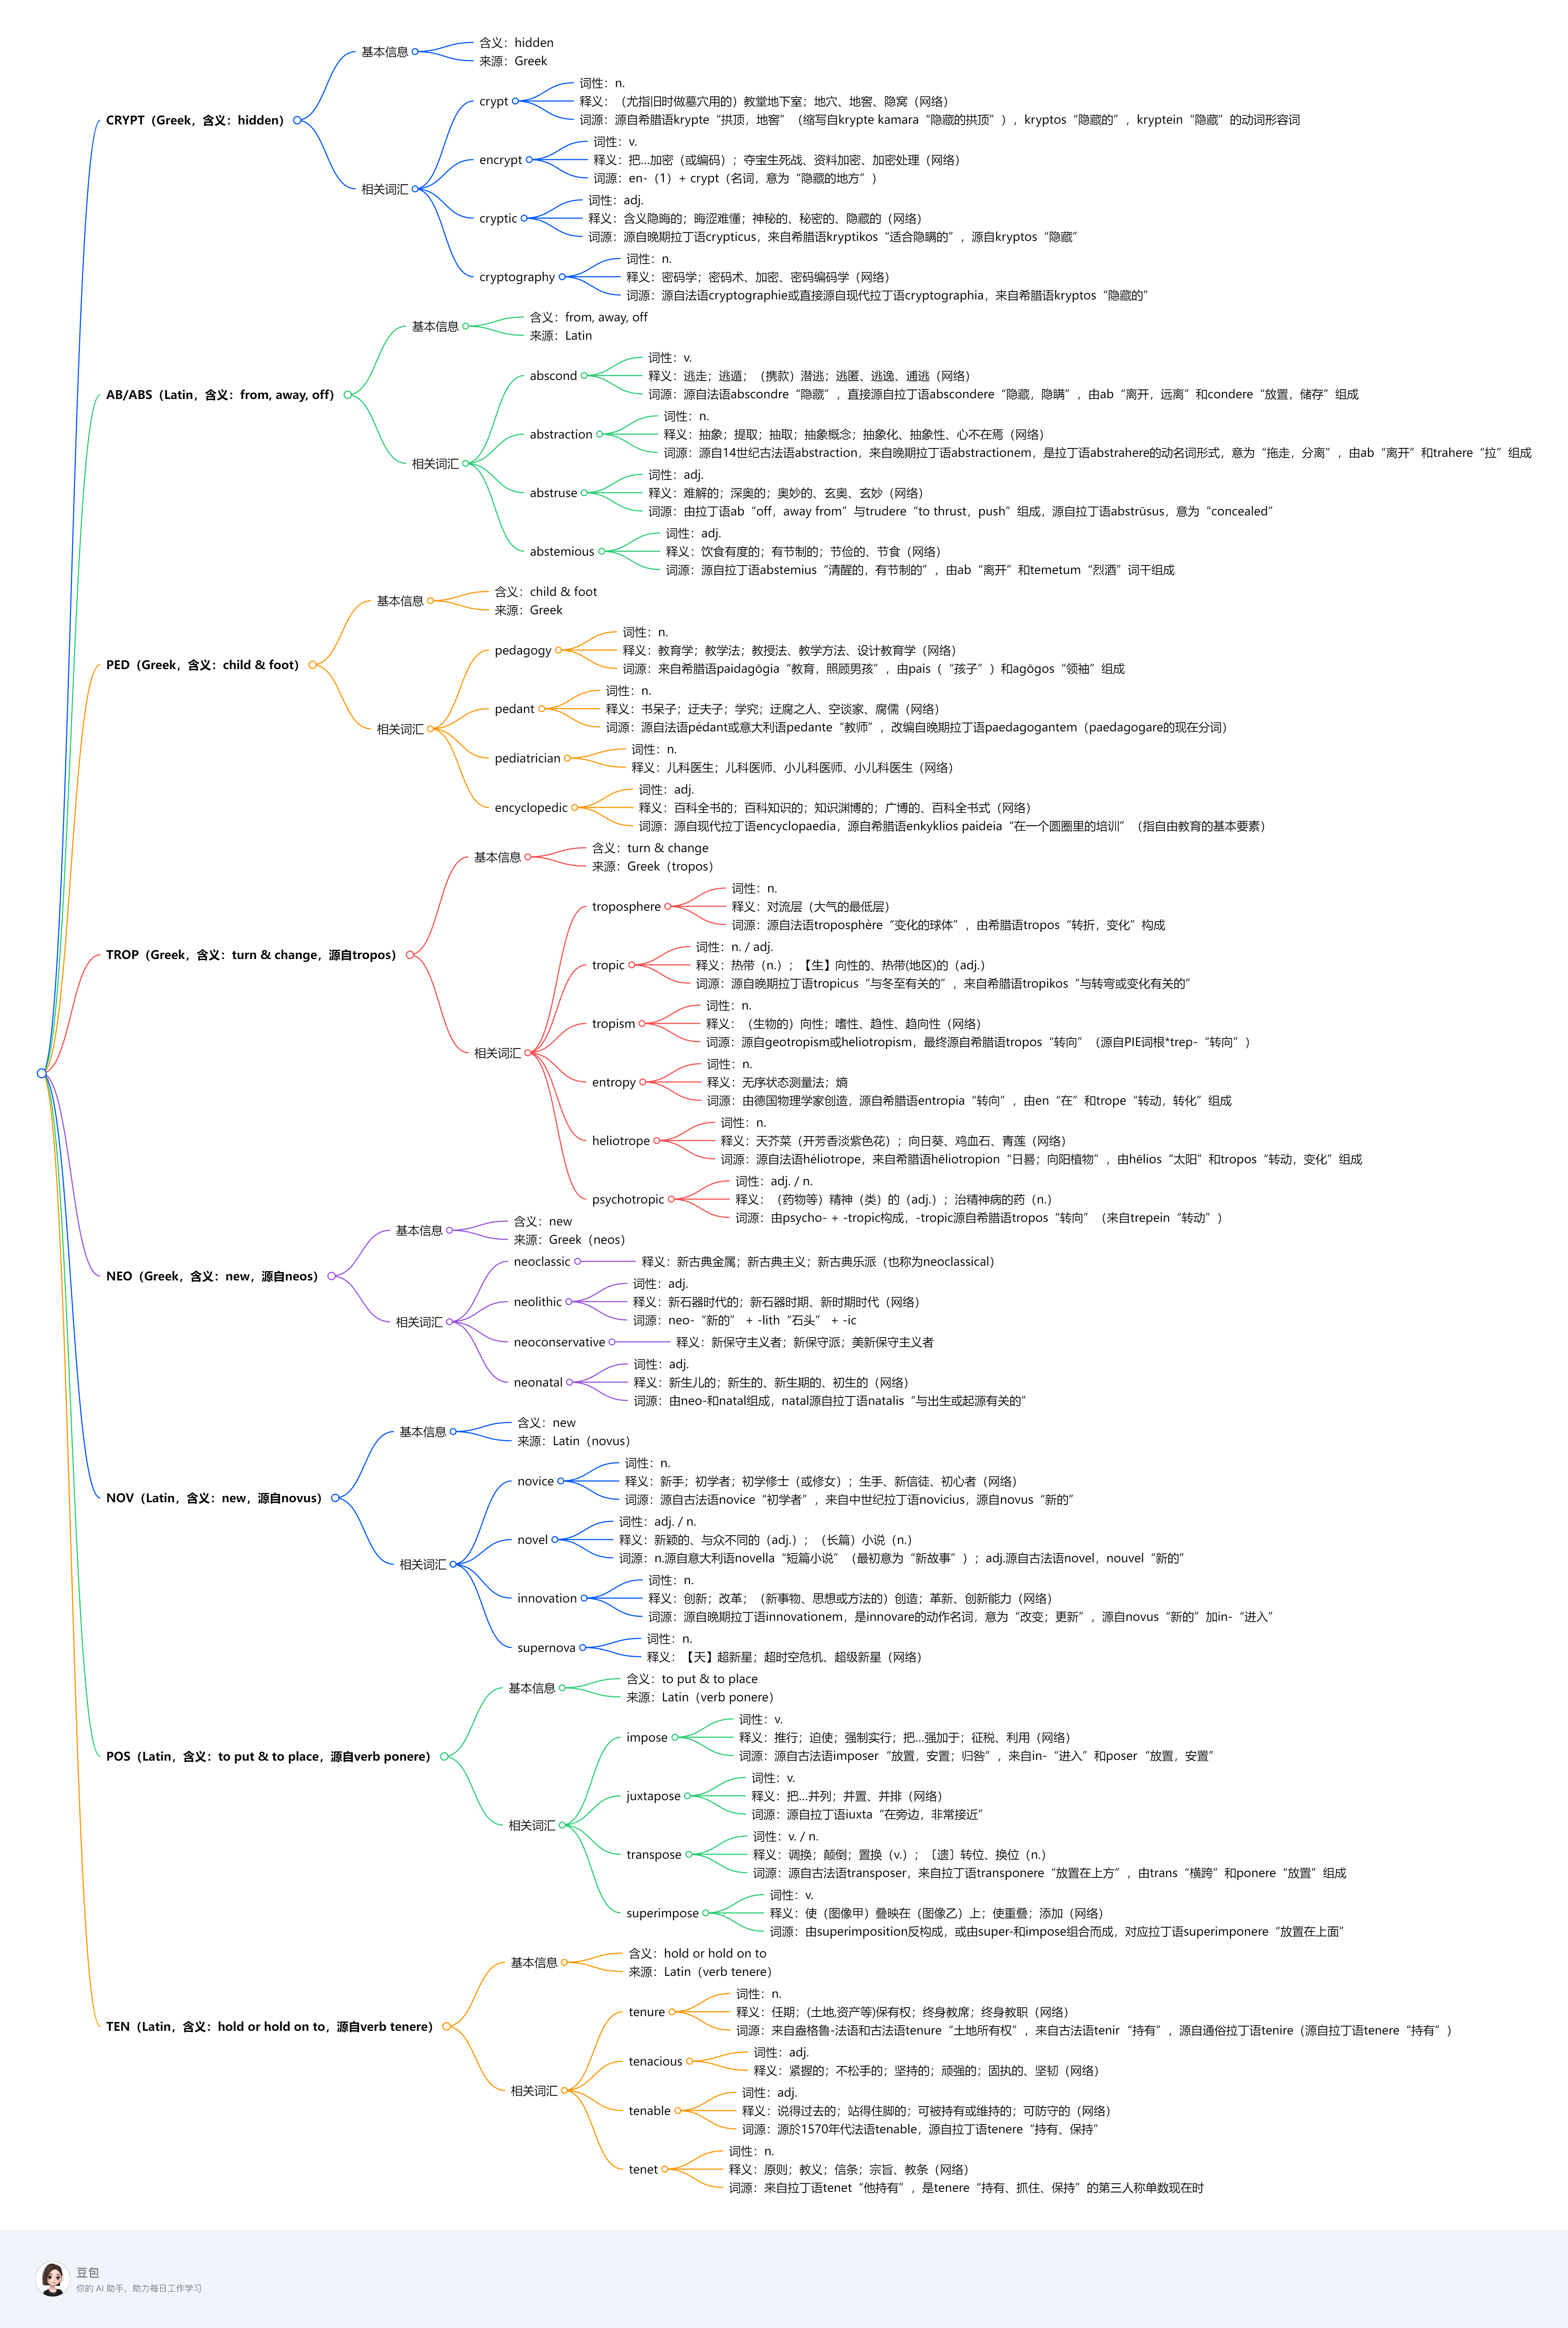 CRYPT（Greek，含义：hidden）
基本信息
含义：hidden
来源：Greek
相关词汇
crypt
词性：n.
释义：（尤指旧时做墓穴用的）教堂地下室；地穴、地窖、隐窝（网络）
词源：源自希腊语krypte“拱顶，地窖”（缩写自krypte kamara“隐藏的拱顶”），kryptos“隐藏的”，kryptein“隐藏”的动词形容词
encrypt
词性：v.
释义：把...加密（或编码）；夺宝生死战、资料加密、加密处理（网络）
词源：en-（1）+ crypt（名词，意为“隐藏的地方”）
cryptic
词性：adj.
释义：含义隐晦的；晦涩难懂；神秘的、秘密的、隐藏的（网络）
词源：源自晚期拉丁语crypticus，来自希腊语kryptikos“适合隐瞒的”，源自kryptos“隐藏”
cryptography
词性：n.
释义：密码学；密码术、加密、密码编码学（网络）
词源：源自法语cryptographie或直接源自现代拉丁语cryptographia，来自希腊语kryptos“隐藏的”
AB/ABS（Latin，含义：from, away, off）
基本信息
含义：from, away, off
来源：Latin
相关词汇
abscond
词性：v.
释义：逃走；逃遁；（携款）潜逃；逃匿、逃逸、逋逃（网络）
词源：源自法语abscondre“隐藏”，直接源自拉丁语abscondere“隐藏，隐瞒”，由ab“离开，远离”和condere“放置，储存”组成
abstraction
词性：n.
释义：抽象；提取；抽取；抽象概念；抽象化、抽象性、心不在焉（网络）
词源：源自14世纪古法语abstraction，来自晚期拉丁语abstractionem，是拉丁语abstrahere的动名词形式，意为“拖走，分离”，由ab“离开”和trahere“拉”组成
abstruse
词性：adj.
释义：难解的；深奥的；奥妙的、玄奥、玄妙（网络）
词源：由拉丁语ab“off，away from”与trudere“to thrust，push”组成，源自拉丁语abstrūsus，意为“concealed”
abstemious
词性：adj.
释义：饮食有度的；有节制的；节俭的、节食（网络）
词源：源自拉丁语abstemius“清醒的，有节制的”，由ab“离开”和temetum“烈酒”词干组成
PED（Greek，含义：child & foot）
基本信息
含义：child & foot
来源：Greek
相关词汇
pedagogy
词性：n.
释义：教育学；教学法；教授法、教学方法、设计教育学（网络）
词源：来自希腊语paidagōgia“教育，照顾男孩”，由pais（“孩子”）和agōgos“领袖”组成
pedant
词性：n.
释义：书呆子；迂夫子；学究；迂腐之人、空谈家、腐儒（网络）
词源：源自法语pédant或意大利语pedante“教师”，改编自晚期拉丁语paedagogantem（paedagogare的现在分词）
pediatrician
词性：n.
释义：儿科医生；儿科医师、小儿科医师、小儿科医生（网络）
encyclopedic
词性：adj.
释义：百科全书的；百科知识的；知识渊博的；广博的、百科全书式（网络）
词源：源自现代拉丁语encyclopaedia，源自希腊语enkyklios paideia“在一个圆圈里的培训”（指自由教育的基本要素）
TROP（Greek，含义：turn & change，源自tropos）
基本信息
含义：turn & change
来源：Greek（tropos）
相关词汇
troposphere
词性：n.
释义：对流层（大气的最低层）
词源：源自法语troposphère“变化的球体”，由希腊语tropos“转折，变化”构成
tropic
词性：n. / adj.
释义：热带（n.）；【生】向性的、热带(地区)的（adj.）
词源：源自晚期拉丁语tropicus“与冬至有关的”，来自希腊语tropikos“与转弯或变化有关的”
tropism
词性：n.
释义：（生物的）向性；嗜性、趋性、趋向性（网络）
词源：源自geotropism或heliotropism，最终源自希腊语tropos“转向”（源自PIE词根*trep-“转向”）
entropy
词性：n.
释义：无序状态测量法；熵
词源：由德国物理学家创造，源自希腊语entropia“转向”，由en“在”和trope“转动，转化”组成
heliotrope
词性：n.
释义：天芥菜（开芳香淡紫色花）；向日葵、鸡血石、青莲（网络）
词源：源自法语héliotrope，来自希腊语hēliotropion“日晷；向阳植物”，由hēlios“太阳”和tropos“转动，变化”组成
psychotropic
词性：adj. / n.
释义：（药物等）精神（类）的（adj.）；治精神病的药（n.）
词源：由psycho- + -tropic构成，-tropic源自希腊语tropos“转向”（来自trepein“转动”）
NEO（Greek，含义：new，源自neos）
基本信息
含义：new
来源：Greek（neos）
相关词汇
neoclassic
释义：新古典金属；新古典主义；新古典乐派（也称为neoclassical）
neolithic
词性：adj.
释义：新石器时代的；新石器时期、新时期时代（网络）
词源：neo-“新的” + -lith“石头” + -ic
neoconservative
释义：新保守主义者；新保守派；美新保守主义者
neonatal
词性：adj.
释义：新生儿的；新生的、新生期的、初生的（网络）
词源：由neo-和natal组成，natal源自拉丁语natalis“与出生或起源有关的”
NOV（Latin，含义：new，源自novus）
基本信息
含义：new
来源：Latin（novus）
相关词汇
novice
词性：n.
释义：新手；初学者；初学修士（或修女）；生手、新信徒、初心者（网络）
词源：源自古法语novice“初学者”，来自中世纪拉丁语novicius，源自novus“新的”
novel
词性：adj. / n.
释义：新颖的、与众不同的（adj.）；（长篇）小说（n.）
词源：n.源自意大利语novella“短篇小说”（最初意为“新故事”）；adj.源自古法语novel，nouvel“新的”
innovation
词性：n.
释义：创新；改革；（新事物、思想或方法的）创造；革新、创新能力（网络）
词源：源自晚期拉丁语innovationem，是innovare的动作名词，意为“改变；更新”，源自novus“新的”加in-“进入”
supernova
词性：n.
释义：【天】超新星；超时空危机、超级新星（网络）
POS（Latin，含义：to put & to place，源自verb ponere）
基本信息
含义：to put & to place
来源：Latin（verb ponere）
相关词汇
impose
词性：v.
释义：推行；迫使；强制实行；把...强加于；征税、利用（网络）
词源：源自古法语imposer“放置，安置；归咎”，来自in-“进入”和poser“放置，安置”
juxtapose
词性：v.
释义：把...并列；并置、并排（网络）
词源：源自拉丁语iuxta“在旁边，非常接近”
transpose
词性：v. / n.
释义：调换；颠倒；置换（v.）；〔遗〕转位、换位（n.）
词源：源自古法语transposer，来自拉丁语transponere“放置在上方”，由trans“横跨”和ponere“放置”组成
superimpose
词性：v.
释义：使（图像甲）叠映在（图像乙）上；使重叠；添加（网络）
词源：由superimposition反构成，或由super-和impose组合而成，对应拉丁语superimponere“放置在上面”
TEN（Latin，含义：hold or hold on to，源自verb tenere）
基本信息
含义：hold or hold on to
来源：Latin（verb tenere）
相关词汇
tenure
词性：n.
释义：任期；(土地,资产等)保有权；终身教席；终身教职（网络）
词源：来自盎格鲁-法语和古法语tenure“土地所有权”，来自古法语tenir“持有”，源自通俗拉丁语tenire（源自拉丁语tenere“持有”）
tenacious
词性：adj.
释义：紧握的；不松手的；坚持的；顽强的；固执的、坚韧（网络）
tenable
词性：adj.
释义：说得过去的；站得住脚的；可被持有或维持的；可防守的（网络）
词源：源於1570年代法语tenable，源自拉丁语tenere“持有、保持”
tenet
词性：n.
释义：原则；教义；信条；宗旨、教条（网络）
词源：来自拉丁语tenet“他持有”，是tenere“持有、抓住、保持”的第三人称单数现在时
豆包
你的 AI 助手，助力每日工作学习